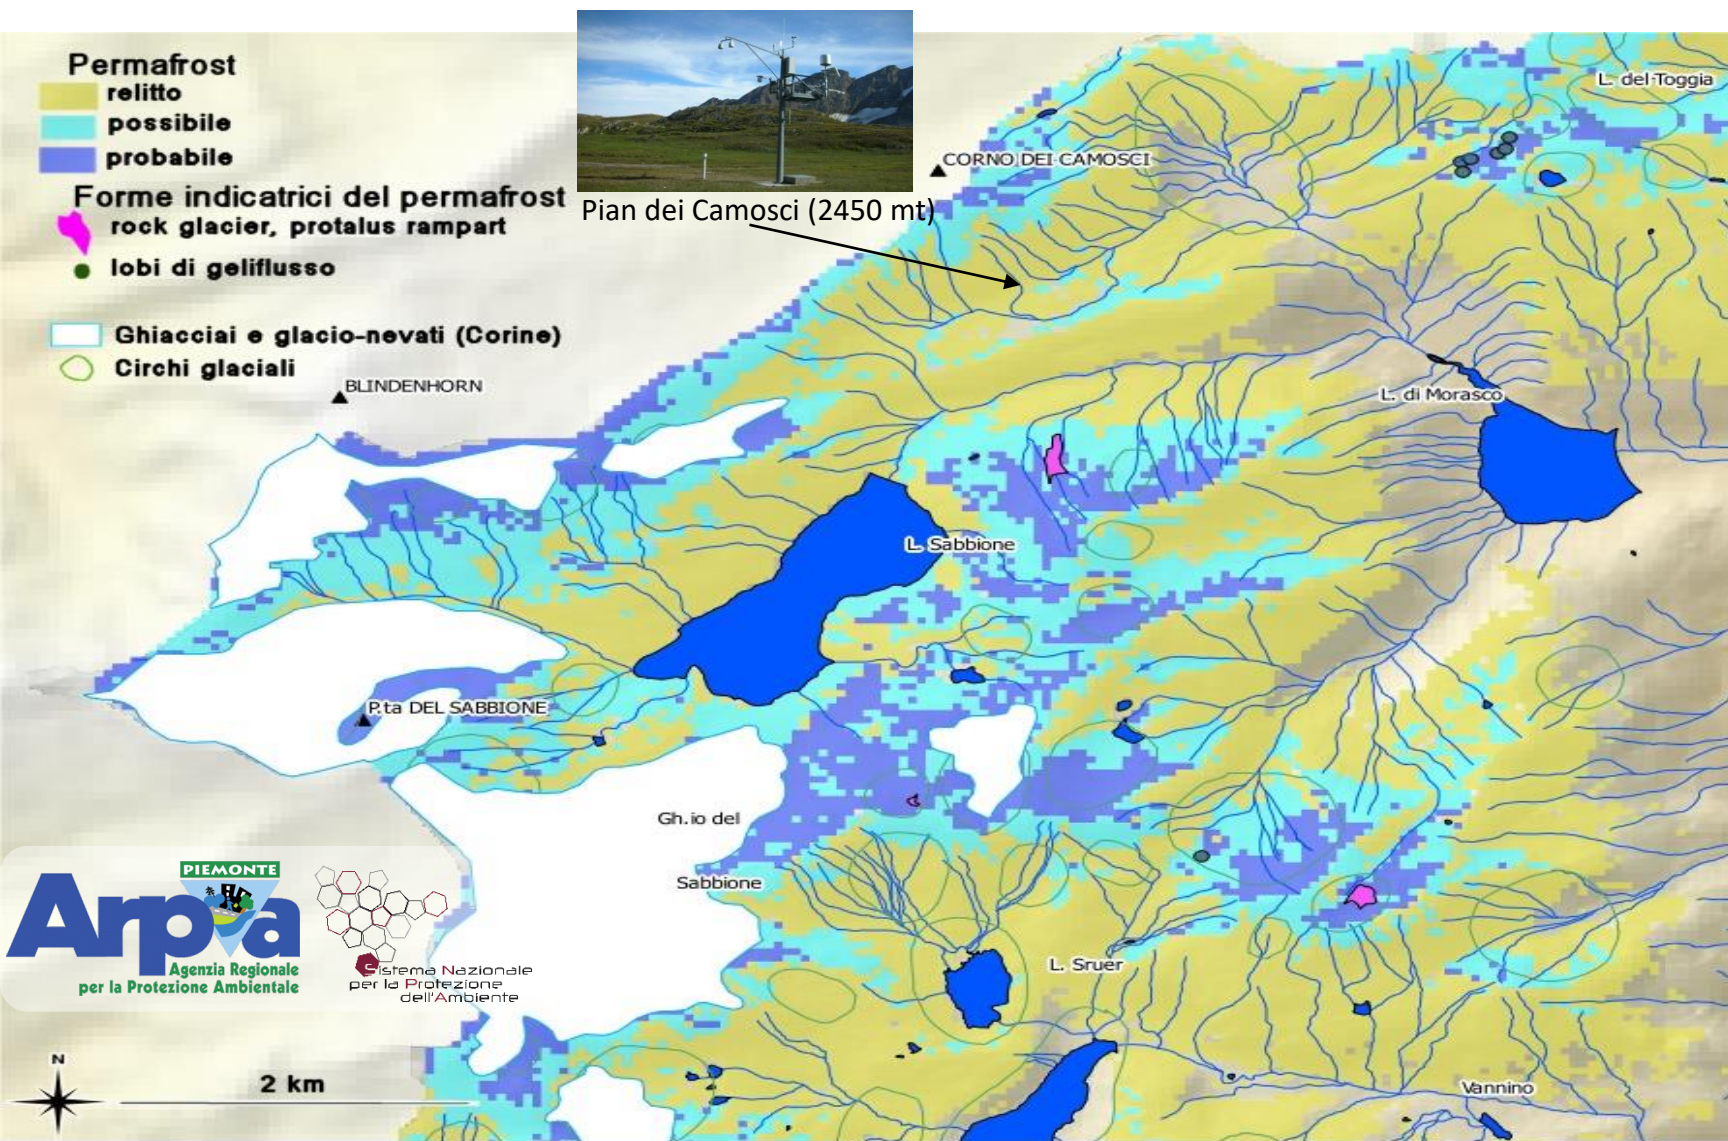 Permafrost
relitto
possibile
probabile
Forme indicatrici del permafrost
rock glacier, protalus rampart
lobi di geliflusso
Ghiacciai e glacio-nevati (Corine)
Circhi glaciali
Pian dei Camosci (2450 mt)
CORNO DEI CAMOSCI
L. del Toggia
BLINDENHORN
L. di Morasco
L. Sabbione
P.ta DEL SABBIONE
Gh.io del
Sabbione
L. Sruer
Vannino
PIEMONTE
Arpa
Agenzia Regionale
per la Protezione Ambientale
Sistema Nazionale
per la Protezione
dell'Ambiente
N
2 km